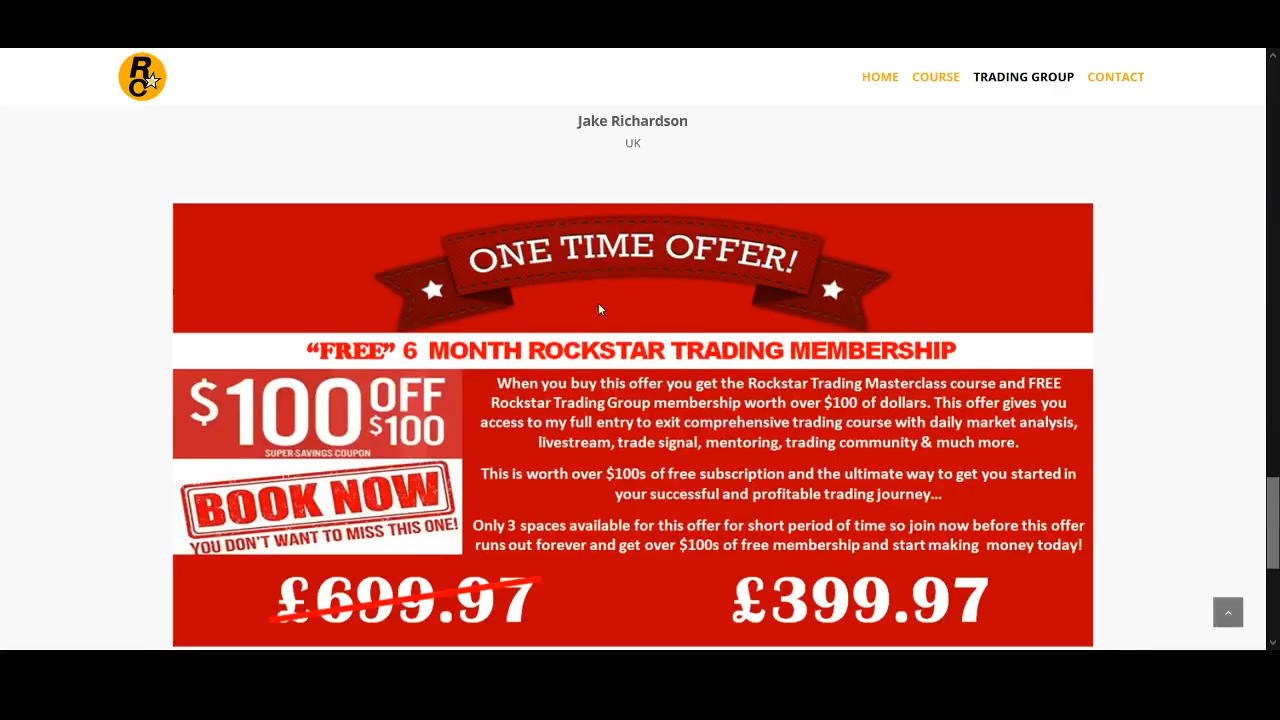 RC
HOME COURSE TRADING GROUP CONTACT
Jake Richardson
UK
ONE TIME OFFER!
“FREE” 6 MONTH ROCKSTAR TRADING MEMBERSHIP
$100 OFF
$100
SUPER-SAVINGS COUPON
BOOK NOW
YOU DON'T WANT TO MISS THIS ONE!
When you buy this offer you get the Rockstar Trading Masterclass course and FREE
Rockstar Trading Group membership worth over $100 of dollars. This offer gives you
access to my full entry to exit comprehensive trading course with daily market analysis,
livestream, trade signal, mentoring, trading community & much more.
This is worth over $100s of free subscription and the ultimate way to get you started in
your successful and profitable trading journey...
Only 3 spaces available for this offer for short period of time so join now before this offer
runs out forever and get over $100s of free membership and start making money today!
£699.97 £399.97